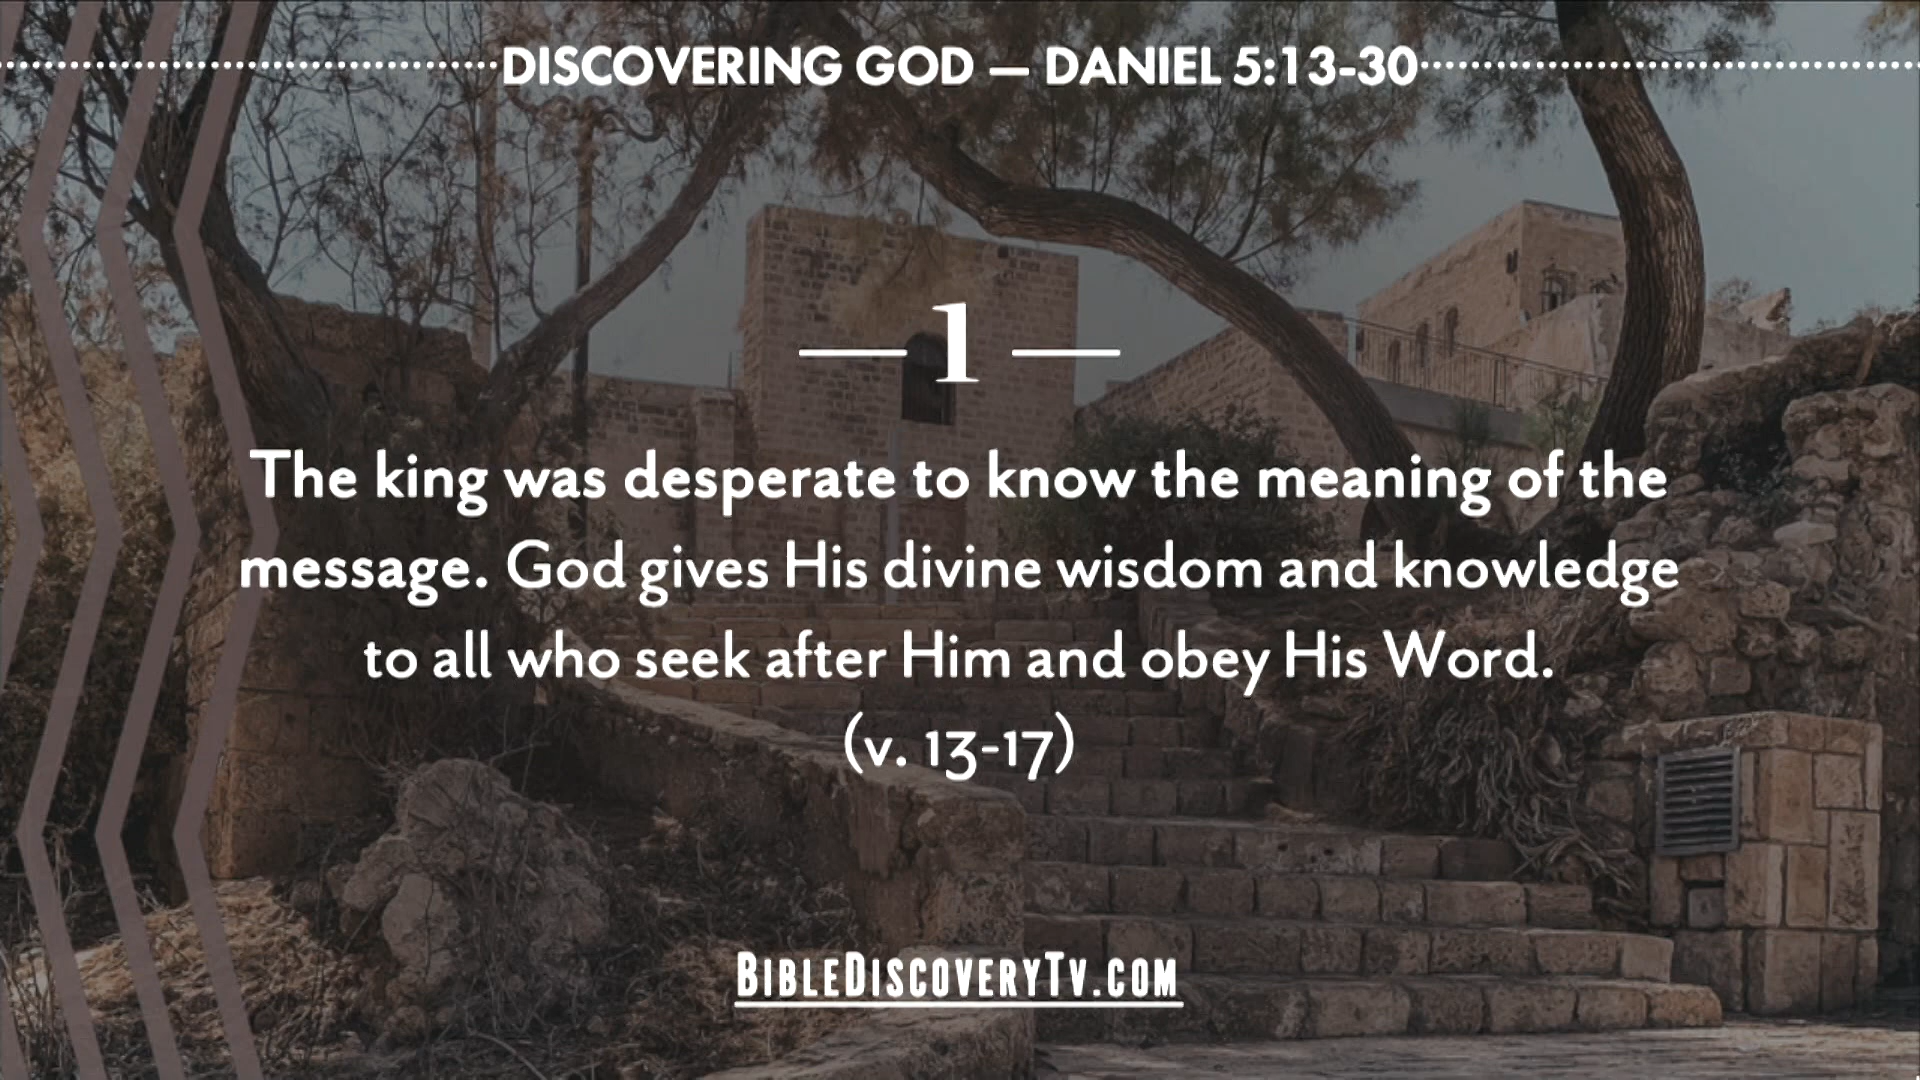 DISCOVERING GOD — DANIEL 5:13-30
1
The king was desperate to know the meaning of the
message. God gives His divine wisdom and knowledge
to all who seek after Him and obey His Word.
(v. 13-17)
BIBLEDISCOVERYTV.COM